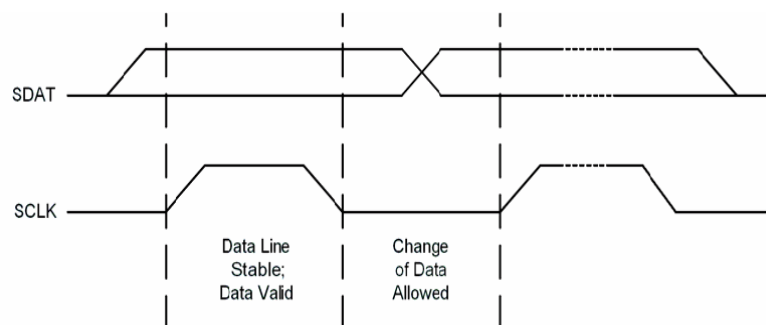 SDAT
SCLK
Data Line
Stable;
Data Valid
Change
of Data
Allowed